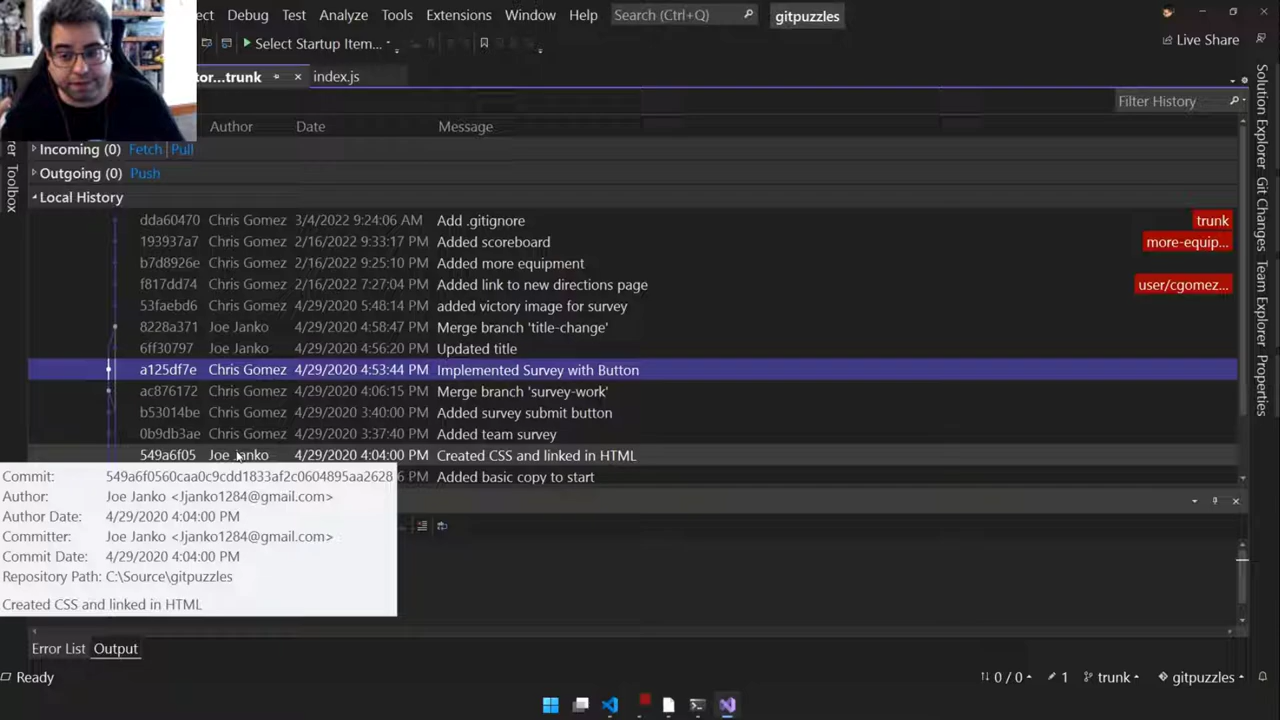 ect Debug Test Analyze Tools Extensions Window Help Search (Ctrl+Q) gitpuzzles
Select Startup Item... Live Share
tor...trunk index.js
Filter History
Author Date Message
Incoming (0) Fetch | Pull
Outgoing (0) Push
Local History
dda60470 Chris Gomez 3/4/2022 9:24:06 AM Add .gitignore trunk
193937a7 Chris Gomez 2/16/2022 9:33:17 PM Added scoreboard more-equip...
b7d8926e Chris Gomez 2/16/2022 9:25:10 PM Added more equipment
f817dd74 Chris Gomez 2/16/2022 7:27:04 PM Added link to new directions page user/cgomez...
53faebd6 Chris Gomez 4/29/2020 5:48:14 PM added victory image for survey
8228a371 Joe Janko 4/29/2020 4:58:47 PM Merge branch 'title-change'
6ff30797 Joe Janko 4/29/2020 4:56:20 PM Updated title
a125df7e Chris Gomez 4/29/2020 4:53:44 PM Implemented Survey with Button
ac876172 Chris Gomez 4/29/2020 4:06:15 PM Merge branch 'survey-work'
b53014be Chris Gomez 4/29/2020 3:40:00 PM Added survey submit button
0b9db3ae Chris Gomez 4/29/2020 3:37:40 PM Added team survey
549a6f05 Joe Janko 4/29/2020 4:04:00 PM Created CSS and linked in HTML
6 PM Added basic copy to start
Commit: 549a6f0560caa0c9cdd1833af2c0604895aa2628
Author: Joe Janko <Jjanko1284@gmail.com>
Author Date: 4/29/2020 4:04:00 PM
Committer: Joe Janko <Jjanko1284@gmail.com>
Commit Date: 4/29/2020 4:04:00 PM
Repository Path: C:\Source\gitpuzzles
Created CSS and linked in HTML
Error List Output
Ready 0 / 0 1 trunk gitpuzzles
er Toolbox
Solution Explorer Git Changes Team Explorer Properties